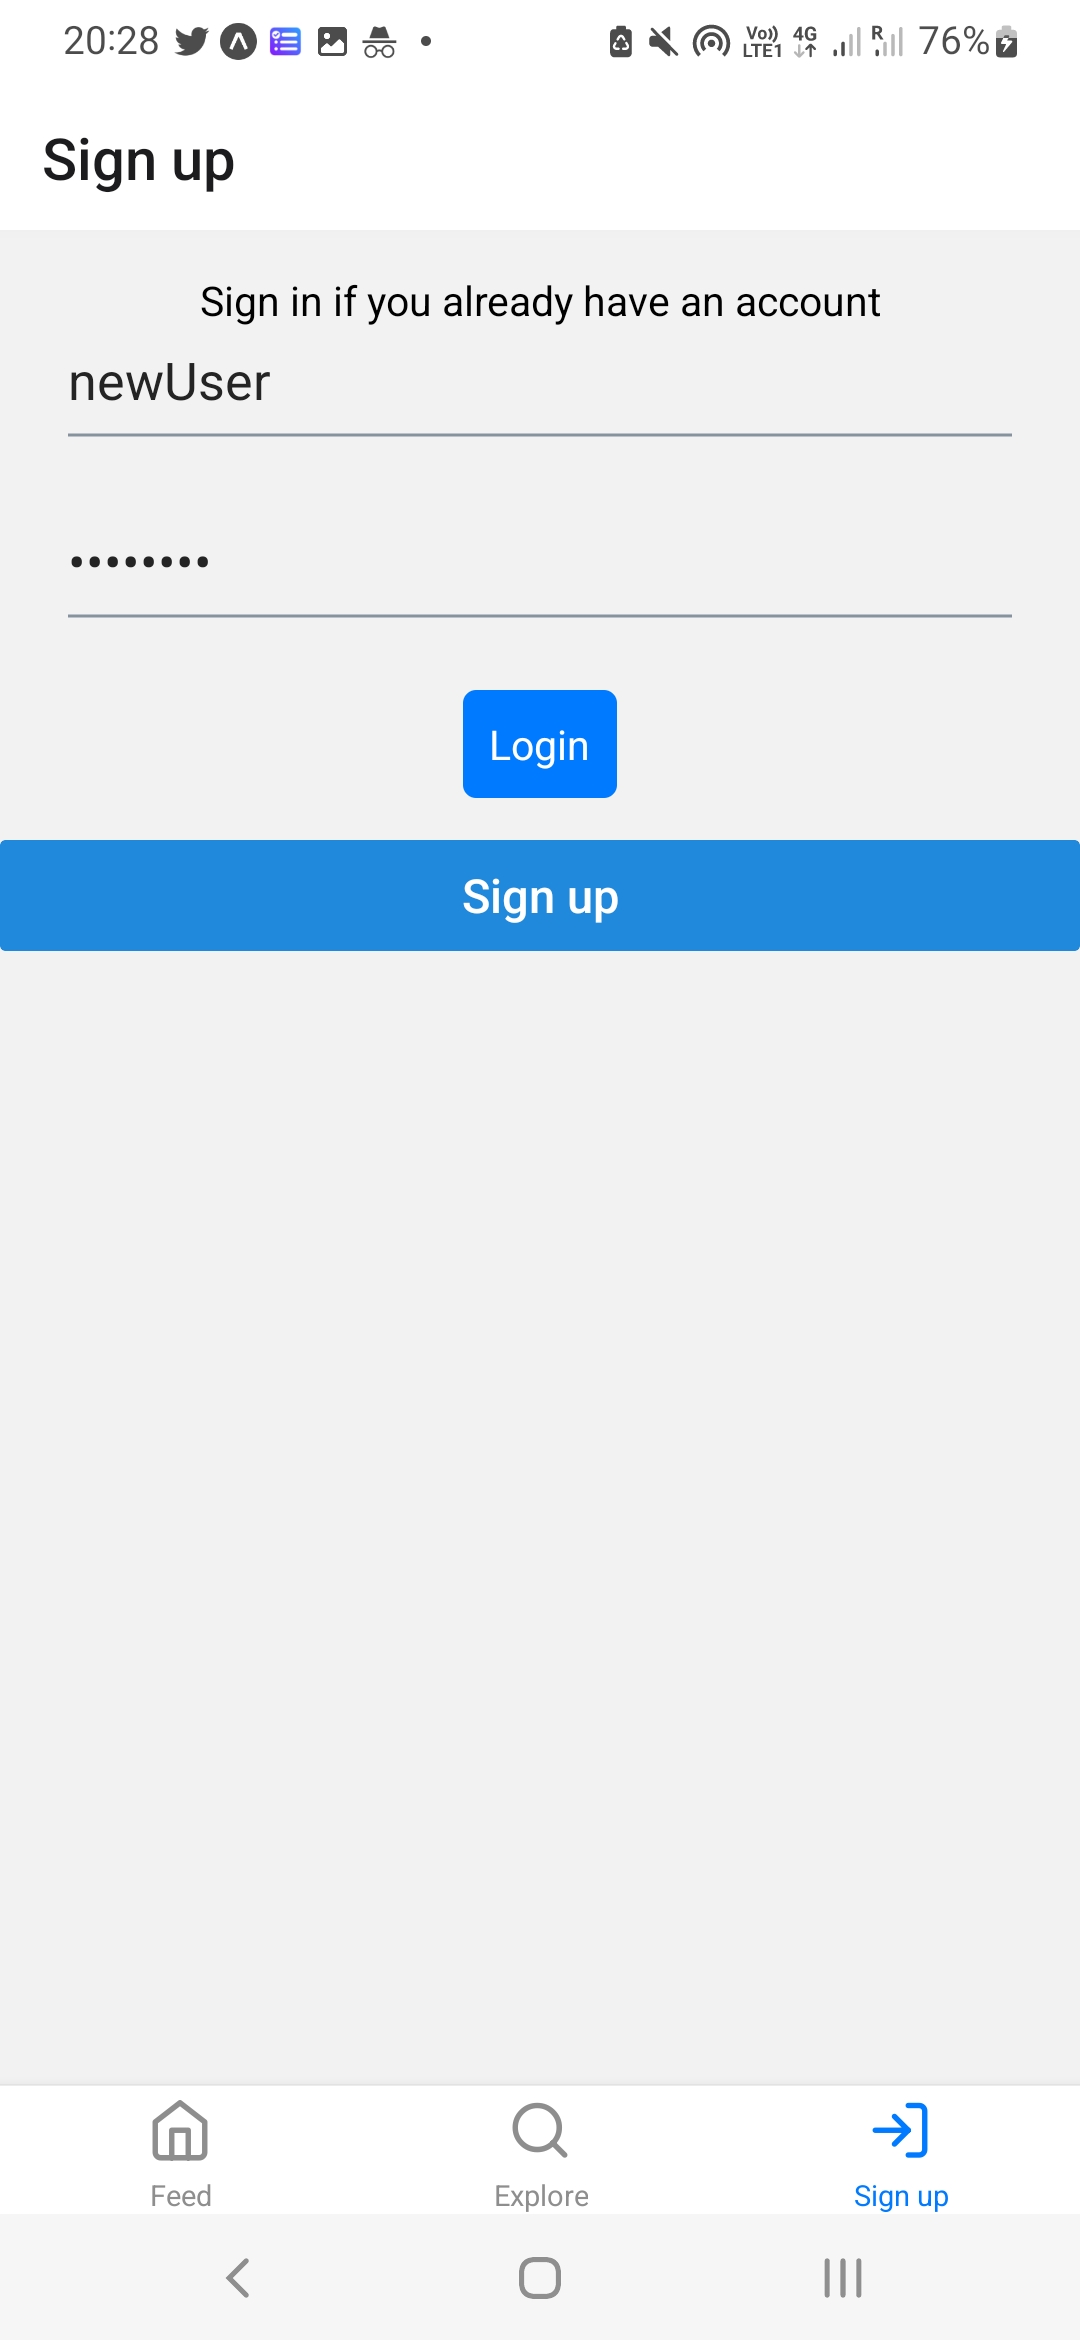 20:28 Vo)) LTE1 4G R 76%
Sign up
Sign in if you already have an account
newUser
••••••••
Login
Sign up
Feed Explore Sign up